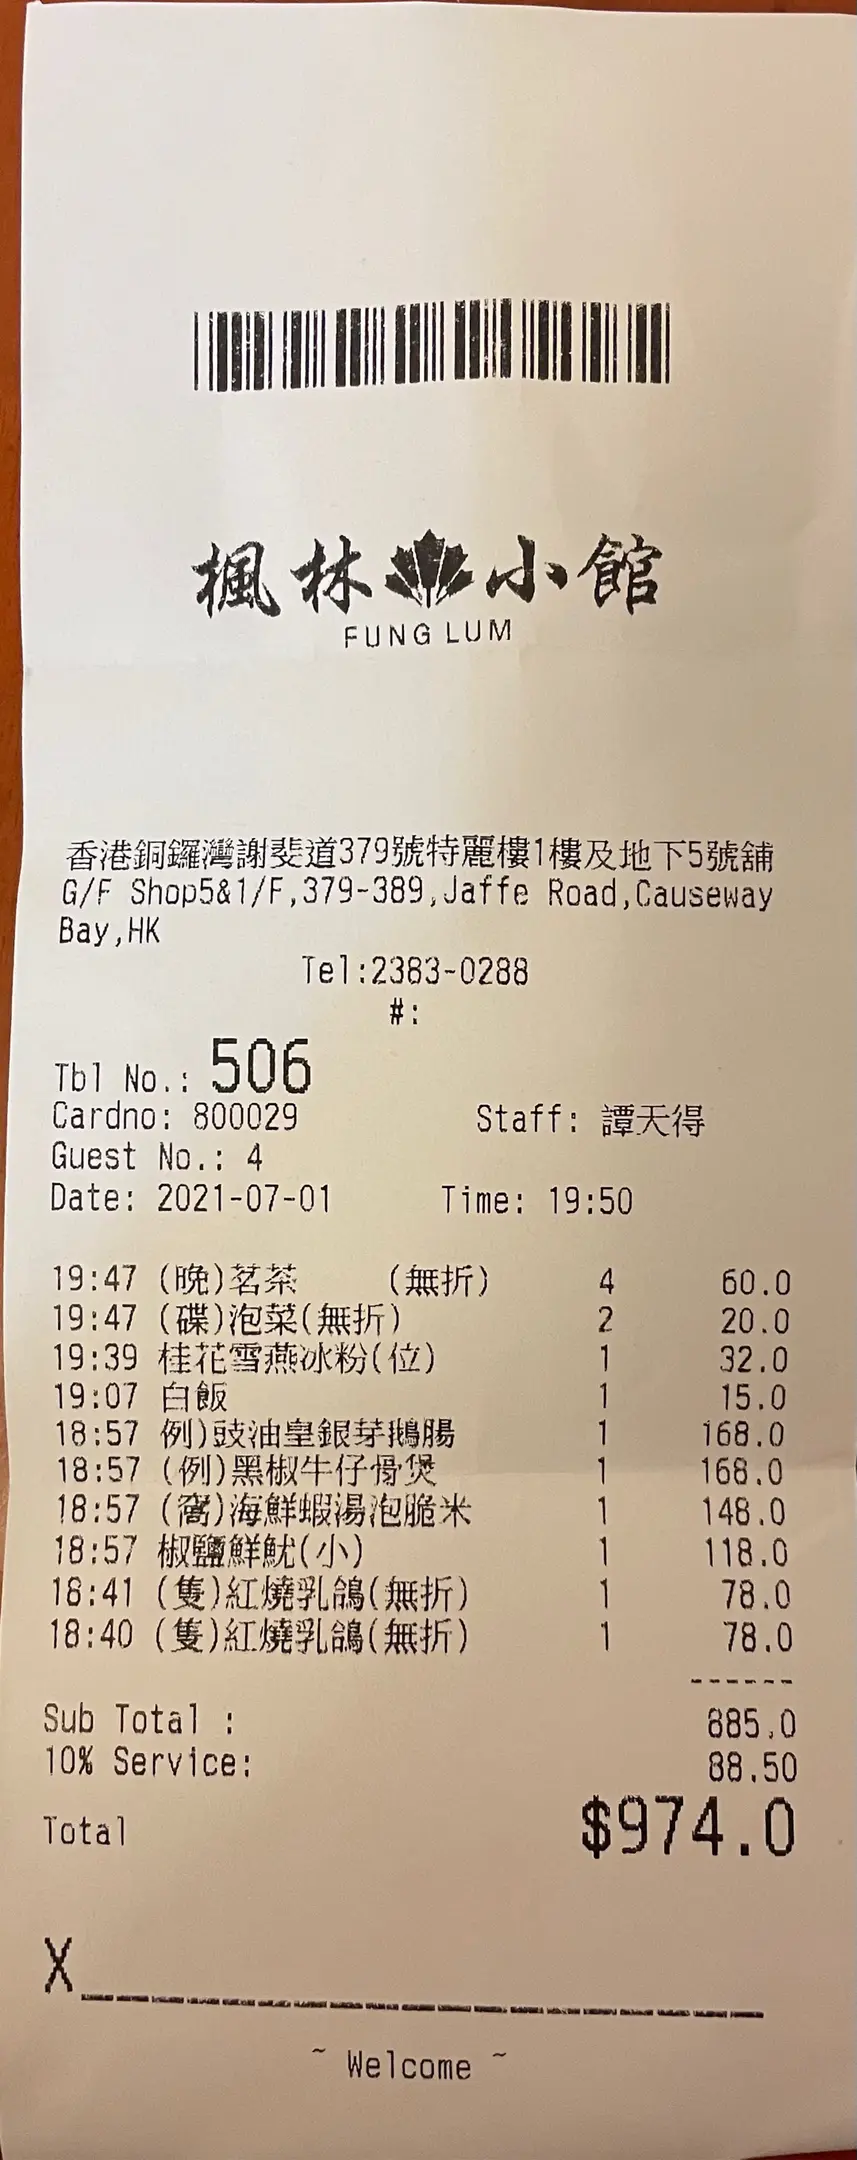 楓林小館
FUNG LUM
香港銅鑼灣謝斐道379號特麗樓1樓及地下5號舖
G/F Shop5&1/F,379-389,Jaffe Road,Causeway
Bay,HK
Tel:2383-0288
#:
Tbl No.: 506
Cardno: 800029 Staff: 譚天得
Guest No.: 4
Date: 2021-07-01 Time: 19:50
19:47 (晚)茗茶 (無折) 4 60.0
19:47 (碟)泡菜(無折) 2 20.0
19:39 桂花雪燕冰粉(位) 1 32.0
19:07 白飯 1 15.0
18:57 例)豉油皇銀芽鵝腸 1 168.0
18:57 (例)黑椒牛仔骨煲 1 168.0
18:57 (窩)海鮮蝦湯泡脆米 1 148.0
18:57 椒鹽鮮魷(小) 1 118.0
18:41 (隻)紅燒乳鴿(無折) 1 78.0
18:40 (隻)紅燒乳鴿(無折) 1 78.0
------
Sub Total : 885.0
10% Service: 88.50
Total $974.0
X
~ Welcome ~